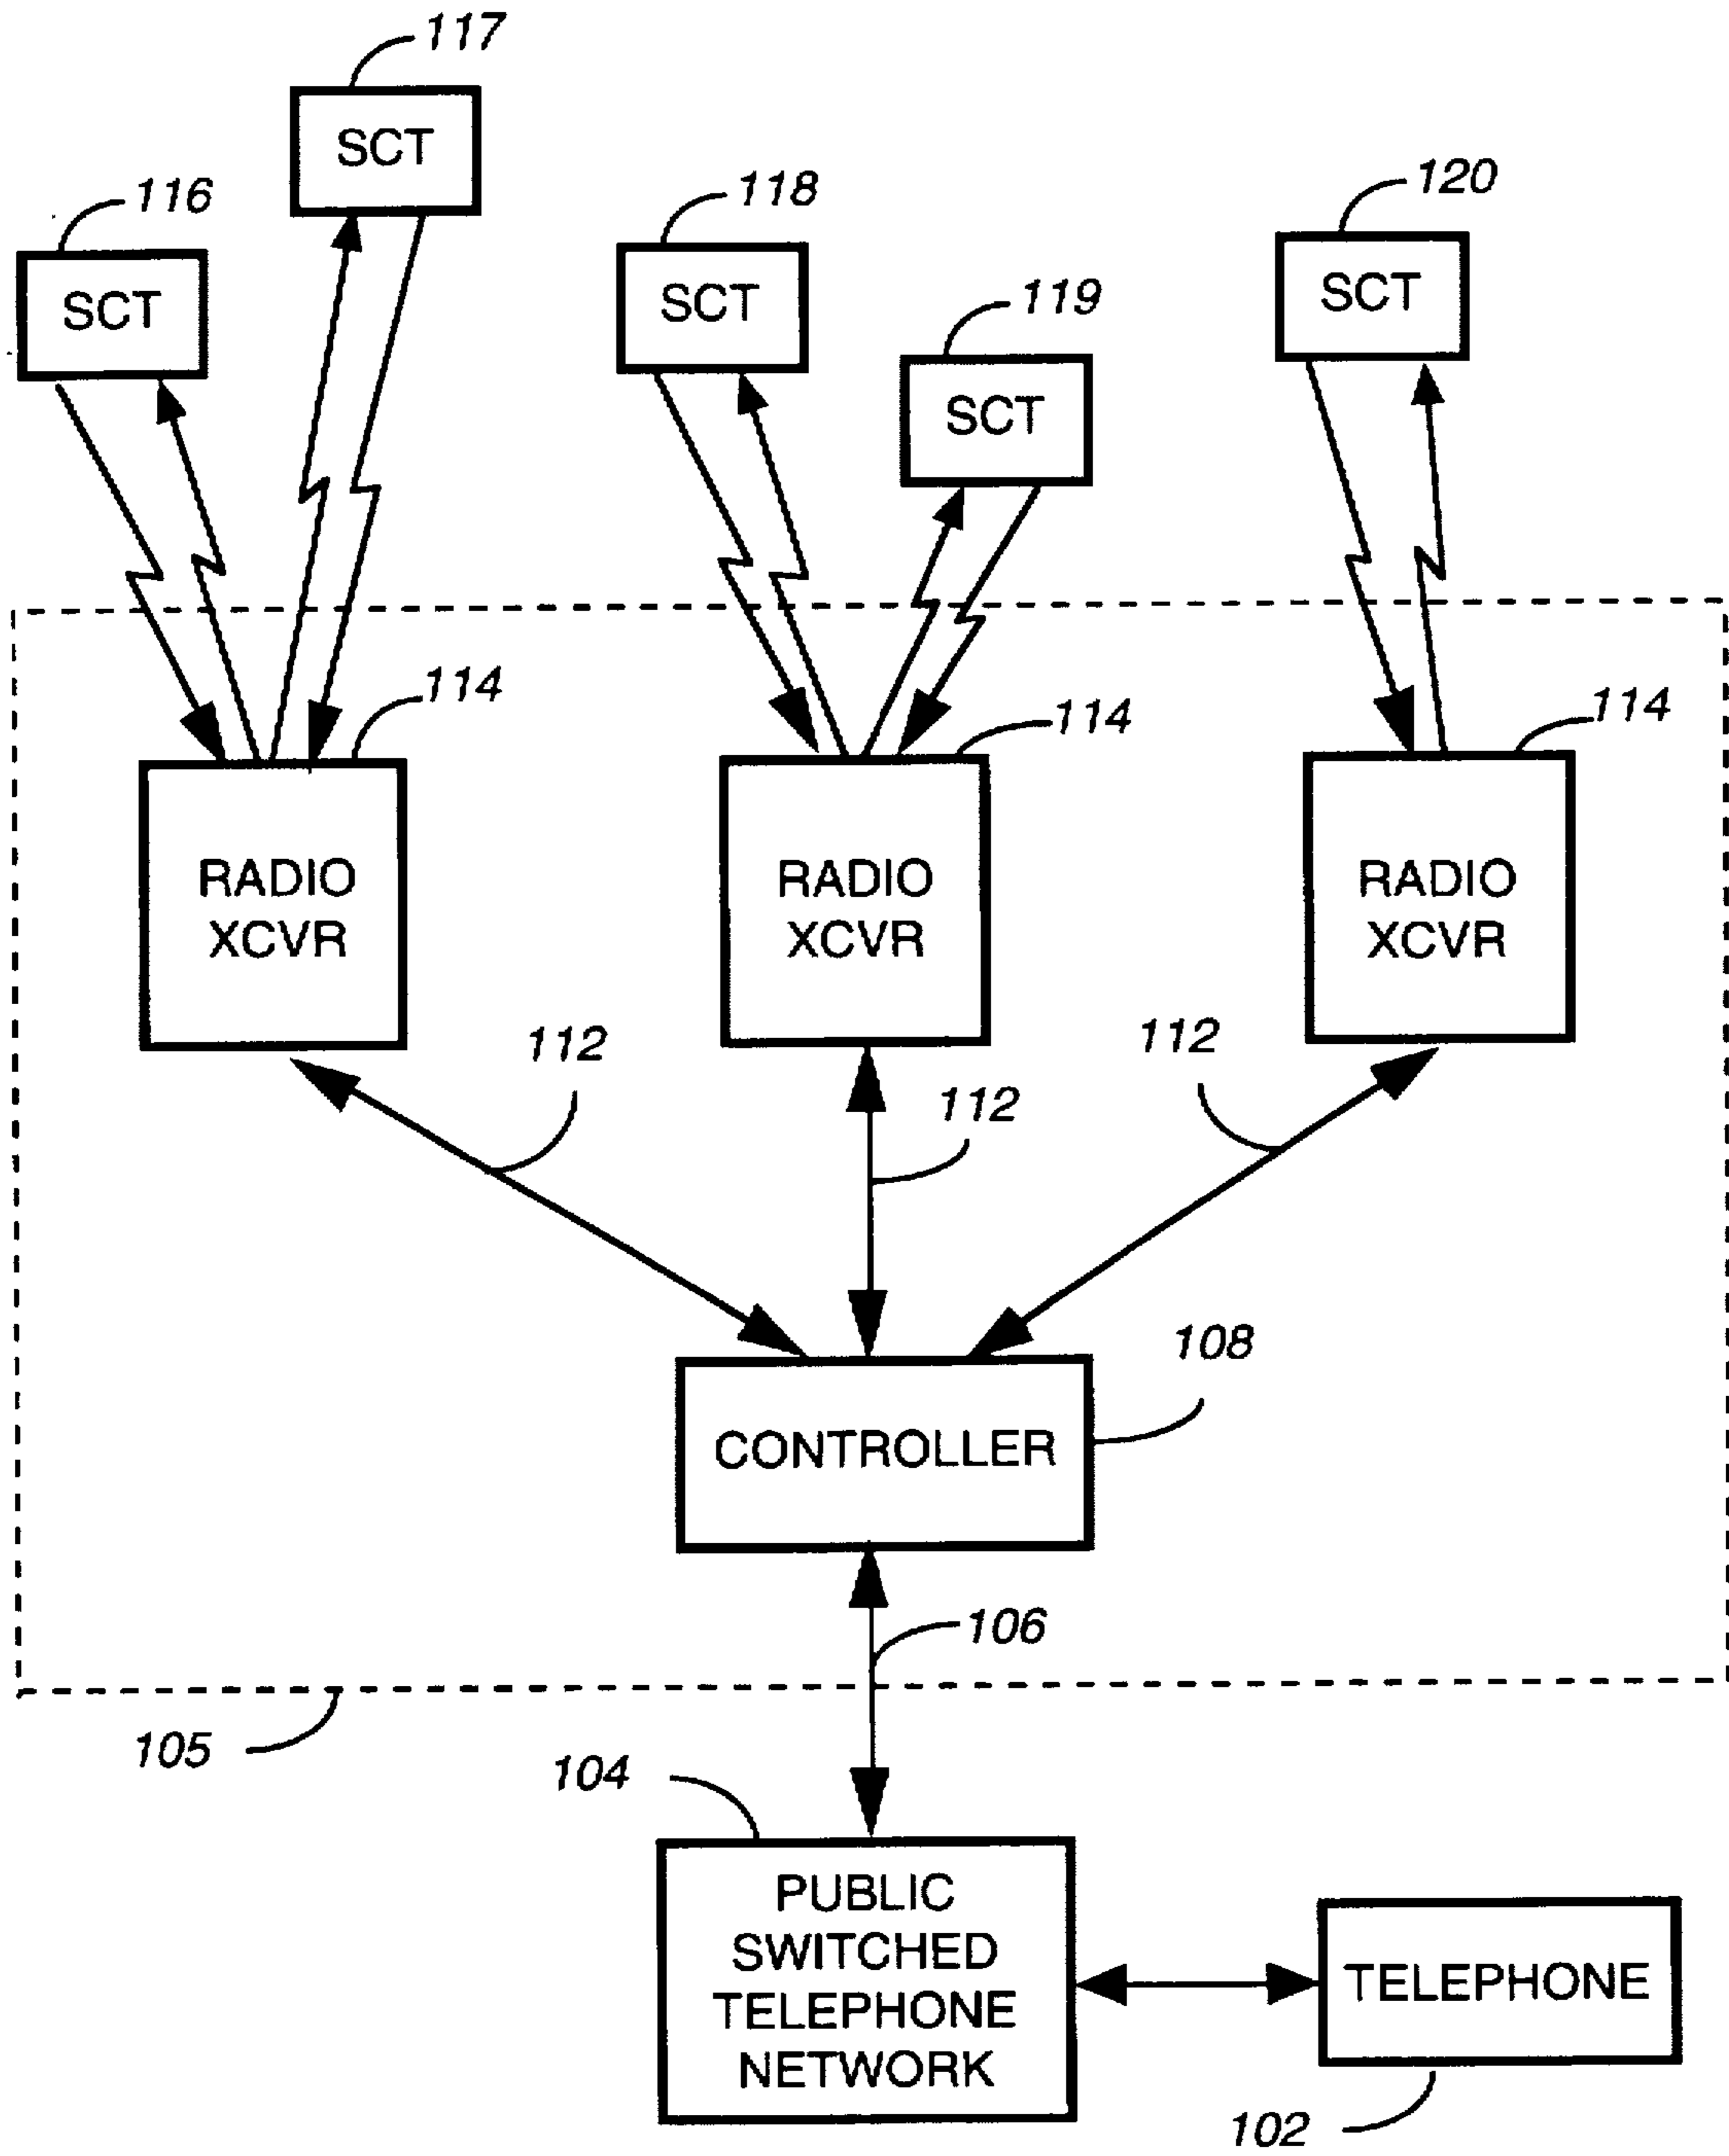 117
SCT
116
SCT
118
SCT
119
SCT
120
SCT
114
RADIO
XCVR
114
RADIO
XCVR
114
RADIO
XCVR
112
112
112
108
CONTROLLER
106
105
104
PUBLIC
SWITCHED
TELEPHONE
NETWORK
TELEPHONE
102